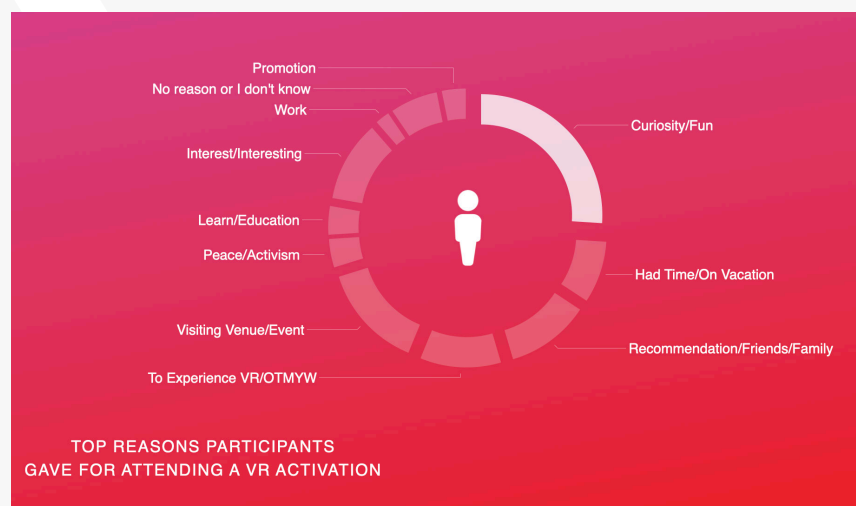 Promotion
No reason or I don't know
Work
Curiosity/Fun
Interest/Interesting
Learn/Education
Peace/Activism
Had Time/On Vacation
Visiting Venue/Event
Recommendation/Friends/Family
To Experience VR/OTMYW
TOP REASONS PARTICIPANTS
GAVE FOR ATTENDING A VR ACTIVATION